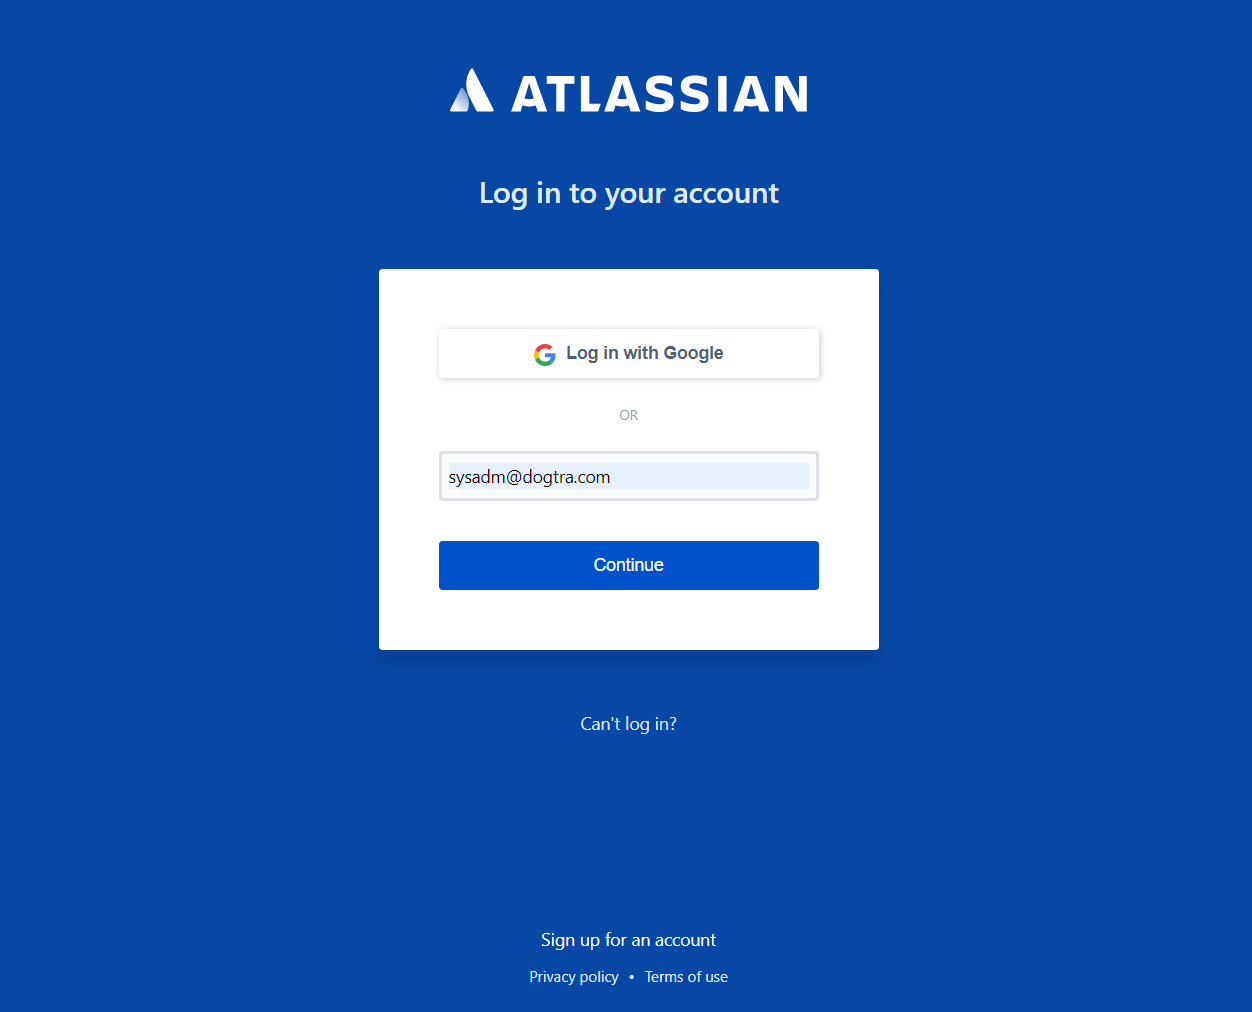 ATLASSIAN
Log in to your account
Log in with Google
OR
sysadm@dogtra.com
Continue
Can't log in?
Sign up for an account
Privacy policy • Terms of use